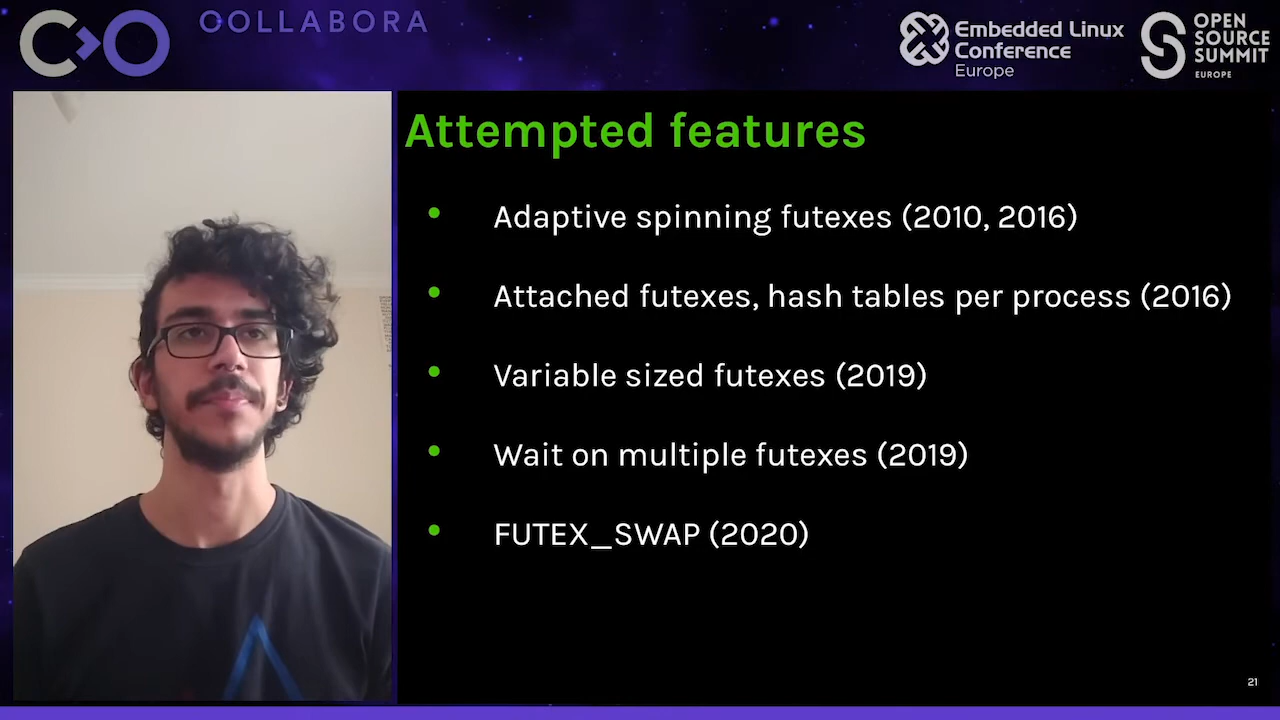 COLLABORA
Embedded Linux
Conference
Europe
OPEN
SOURCE
SUMMIT
EUROPE
Attempted features
• Adaptive spinning futexes (2010, 2016)
• Attached futexes, hash tables per process (2016)
• Variable sized futexes (2019)
• Wait on multiple futexes (2019)
• FUTEX_SWAP (2020)
21